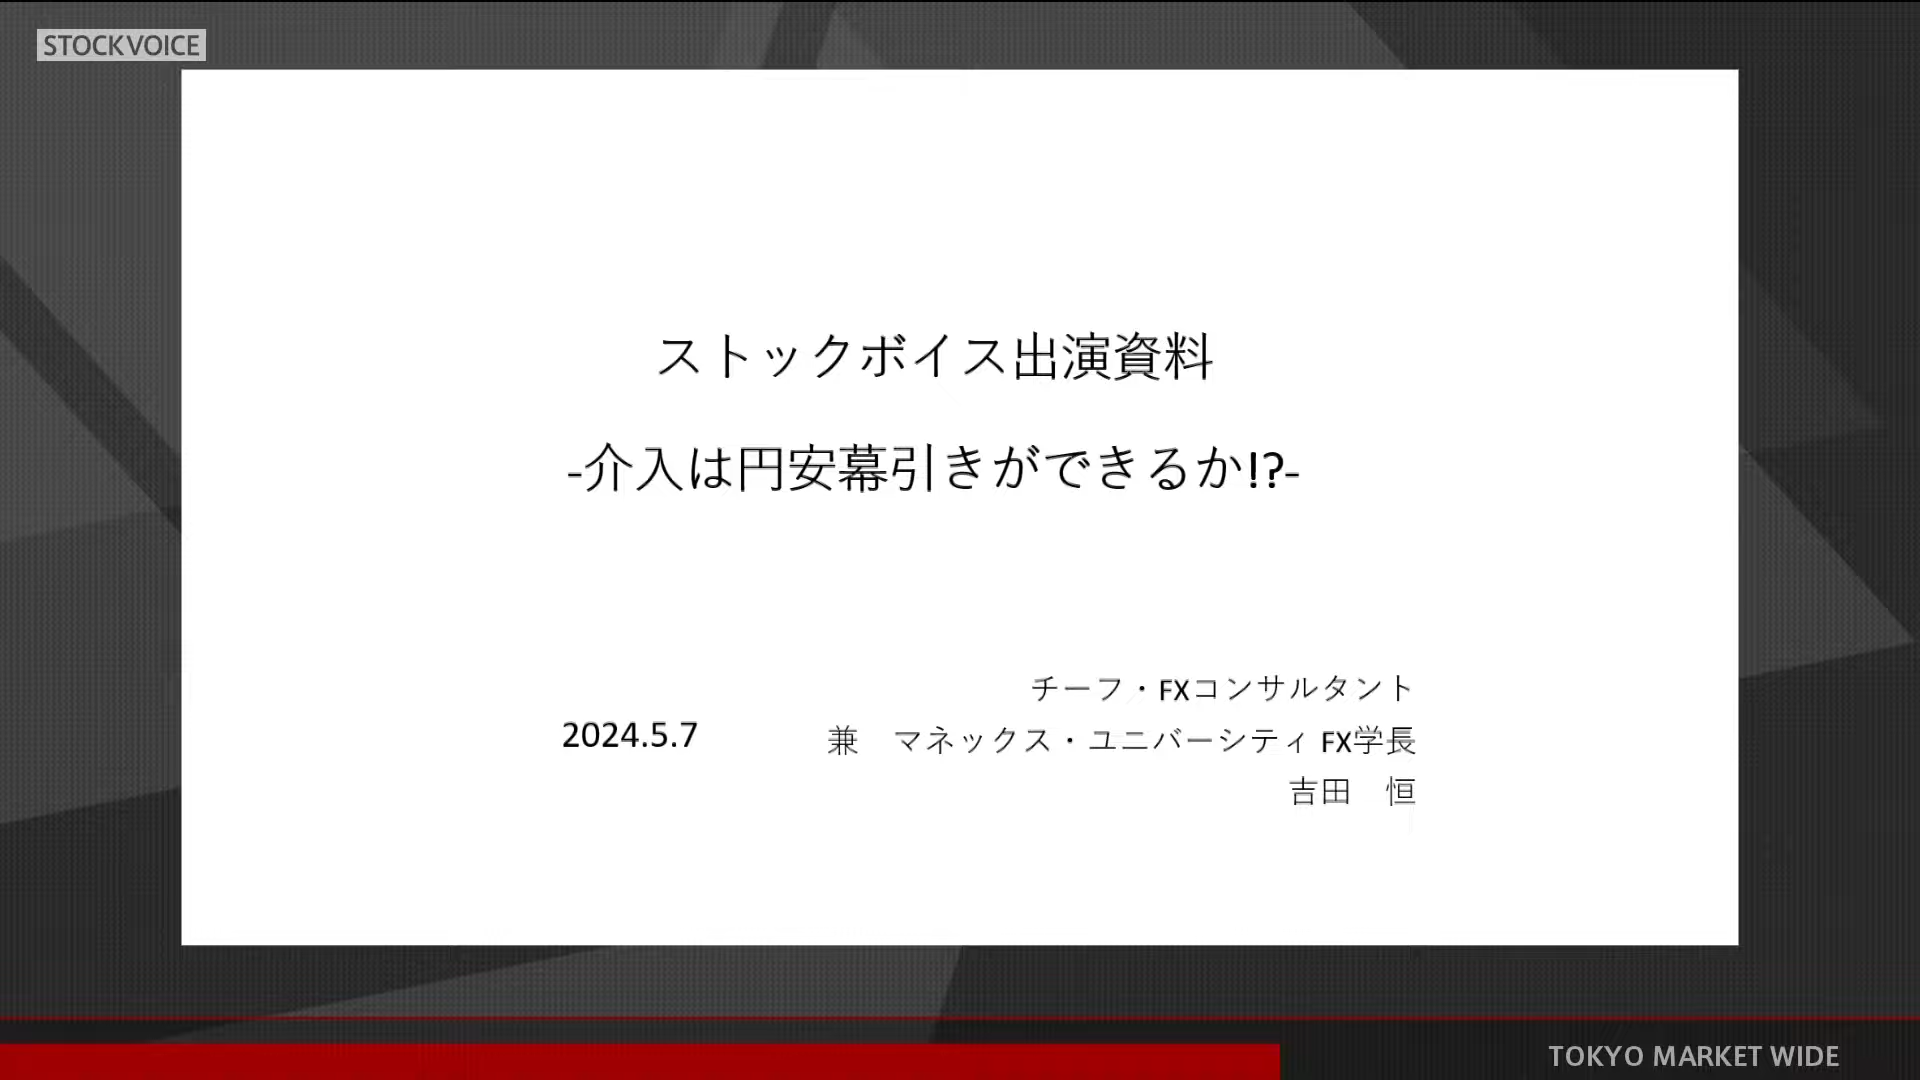 STOCKVOICE
ストックボイス出演資料
-介入は円安幕引きができるか!?-
チーフ・FXコンサルタント
2024.5.7
兼　マネックス・ユニバーシティ FX学長
吉田　恒
TOKYO MARKET WIDE